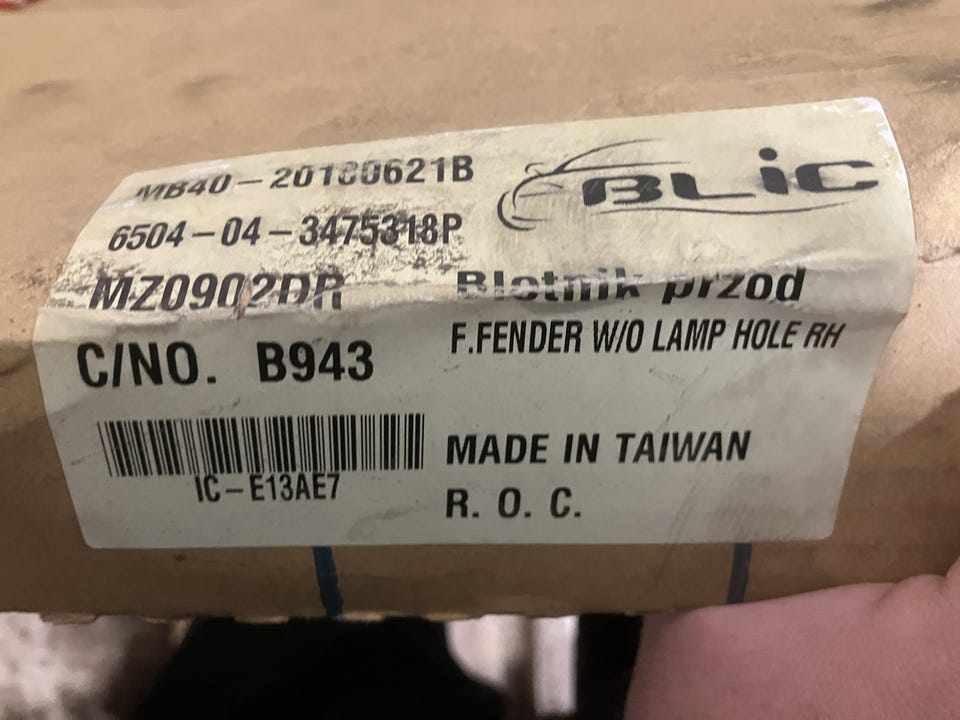 MB40-20180621B
BLiC
6504-04-3475318P
MZ0902DR
Blotnik przod
C/NO. B943
F.FENDER W/O LAMP HOLE RH
IC-E13AE7
MADE IN TAIWAN
R. O. C.